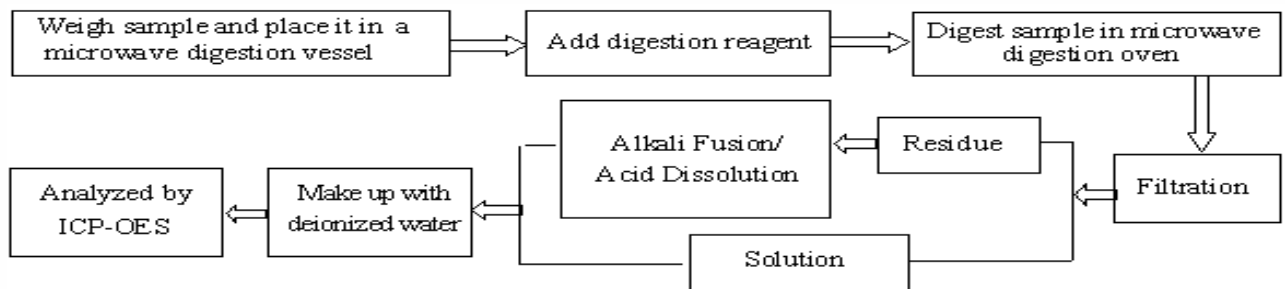 Weigh sample and place it in a
microwave digestion vessel
Add digestion reagent
Digest sample in microwave
digestion oven
Filtration
Residue
Alkali Fusion/
Acid Dissolution
Solution
Make up with
deionized water
Analyzed by
ICP-OES